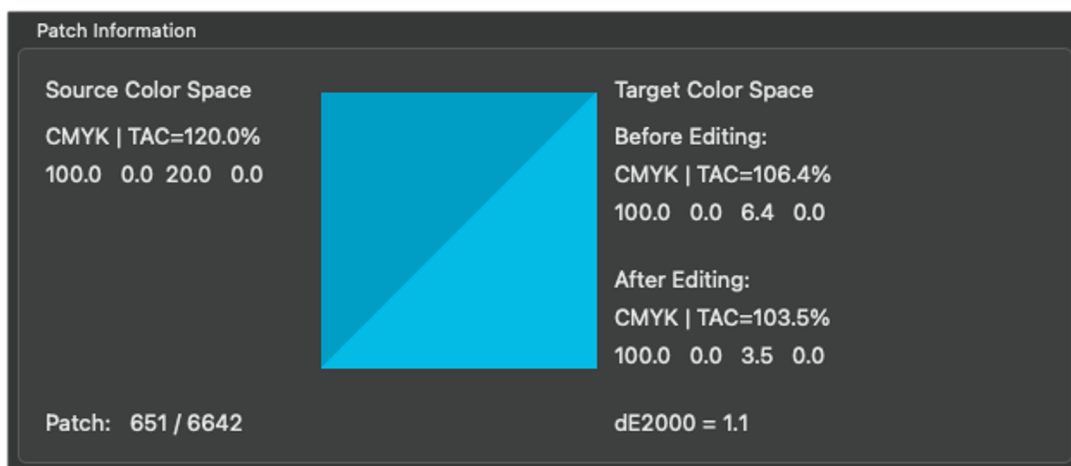 Patch Information
Source Color Space
CMYK | TAC=120.0%
100.0 0.0 20.0 0.0
Patch: 651 / 6642
Target Color Space
Before Editing:
CMYK | TAC=106.4%
100.0 0.0 6.4 0.0
After Editing:
CMYK | TAC=103.5%
100.0 0.0 3.5 0.0
dE2000 = 1.1